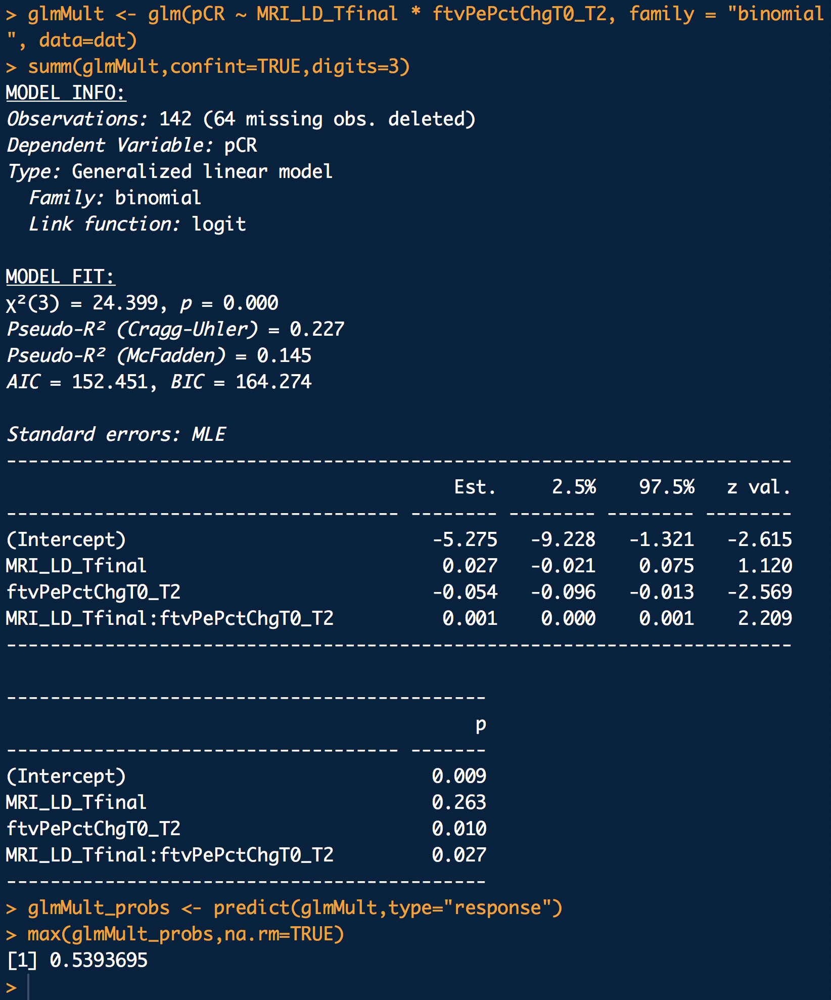 > glmMult <- glm(pCR ~ MRI_LD_Tfinal * ftvPePctChgT0_T2, family = "binomial
", data=dat)
> summ(glmMult,confint=TRUE,digits=3)
MODEL INFO:
Observations: 142 (64 missing obs. deleted)
Dependent Variable: pCR
Type: Generalized linear model
  Family: binomial
  Link function: logit
MODEL FIT:
χ²(3) = 24.399, p = 0.000
Pseudo-R² (Cragg-Uhler) = 0.227
Pseudo-R² (McFadden) = 0.145
AIC = 152.451, BIC = 164.274
Standard errors: MLE
------------------------------------------------------------------------
                                         Est.     2.5%    97.5%   z val.
------------------------------------ -------- -------- -------- --------
(Intercept)                            -5.275   -9.228   -1.321   -2.615
MRI_LD_Tfinal                           0.027   -0.021    0.075    1.120
ftvPePctChgT0_T2                       -0.054   -0.096   -0.013   -2.569
MRI_LD_Tfinal:ftvPePctChgT0_T2          0.001    0.000    0.001    2.209
------------------------------------------------------------------------
--------------------------------------------
                                           p
------------------------------------ -------
(Intercept)                            0.009
MRI_LD_Tfinal                          0.263
ftvPePctChgT0_T2                       0.010
MRI_LD_Tfinal:ftvPePctChgT0_T2         0.027
--------------------------------------------
> glmMult_probs <- predict(glmMult,type="response")
> max(glmMult_probs,na.rm=TRUE)
[1] 0.5393695
>